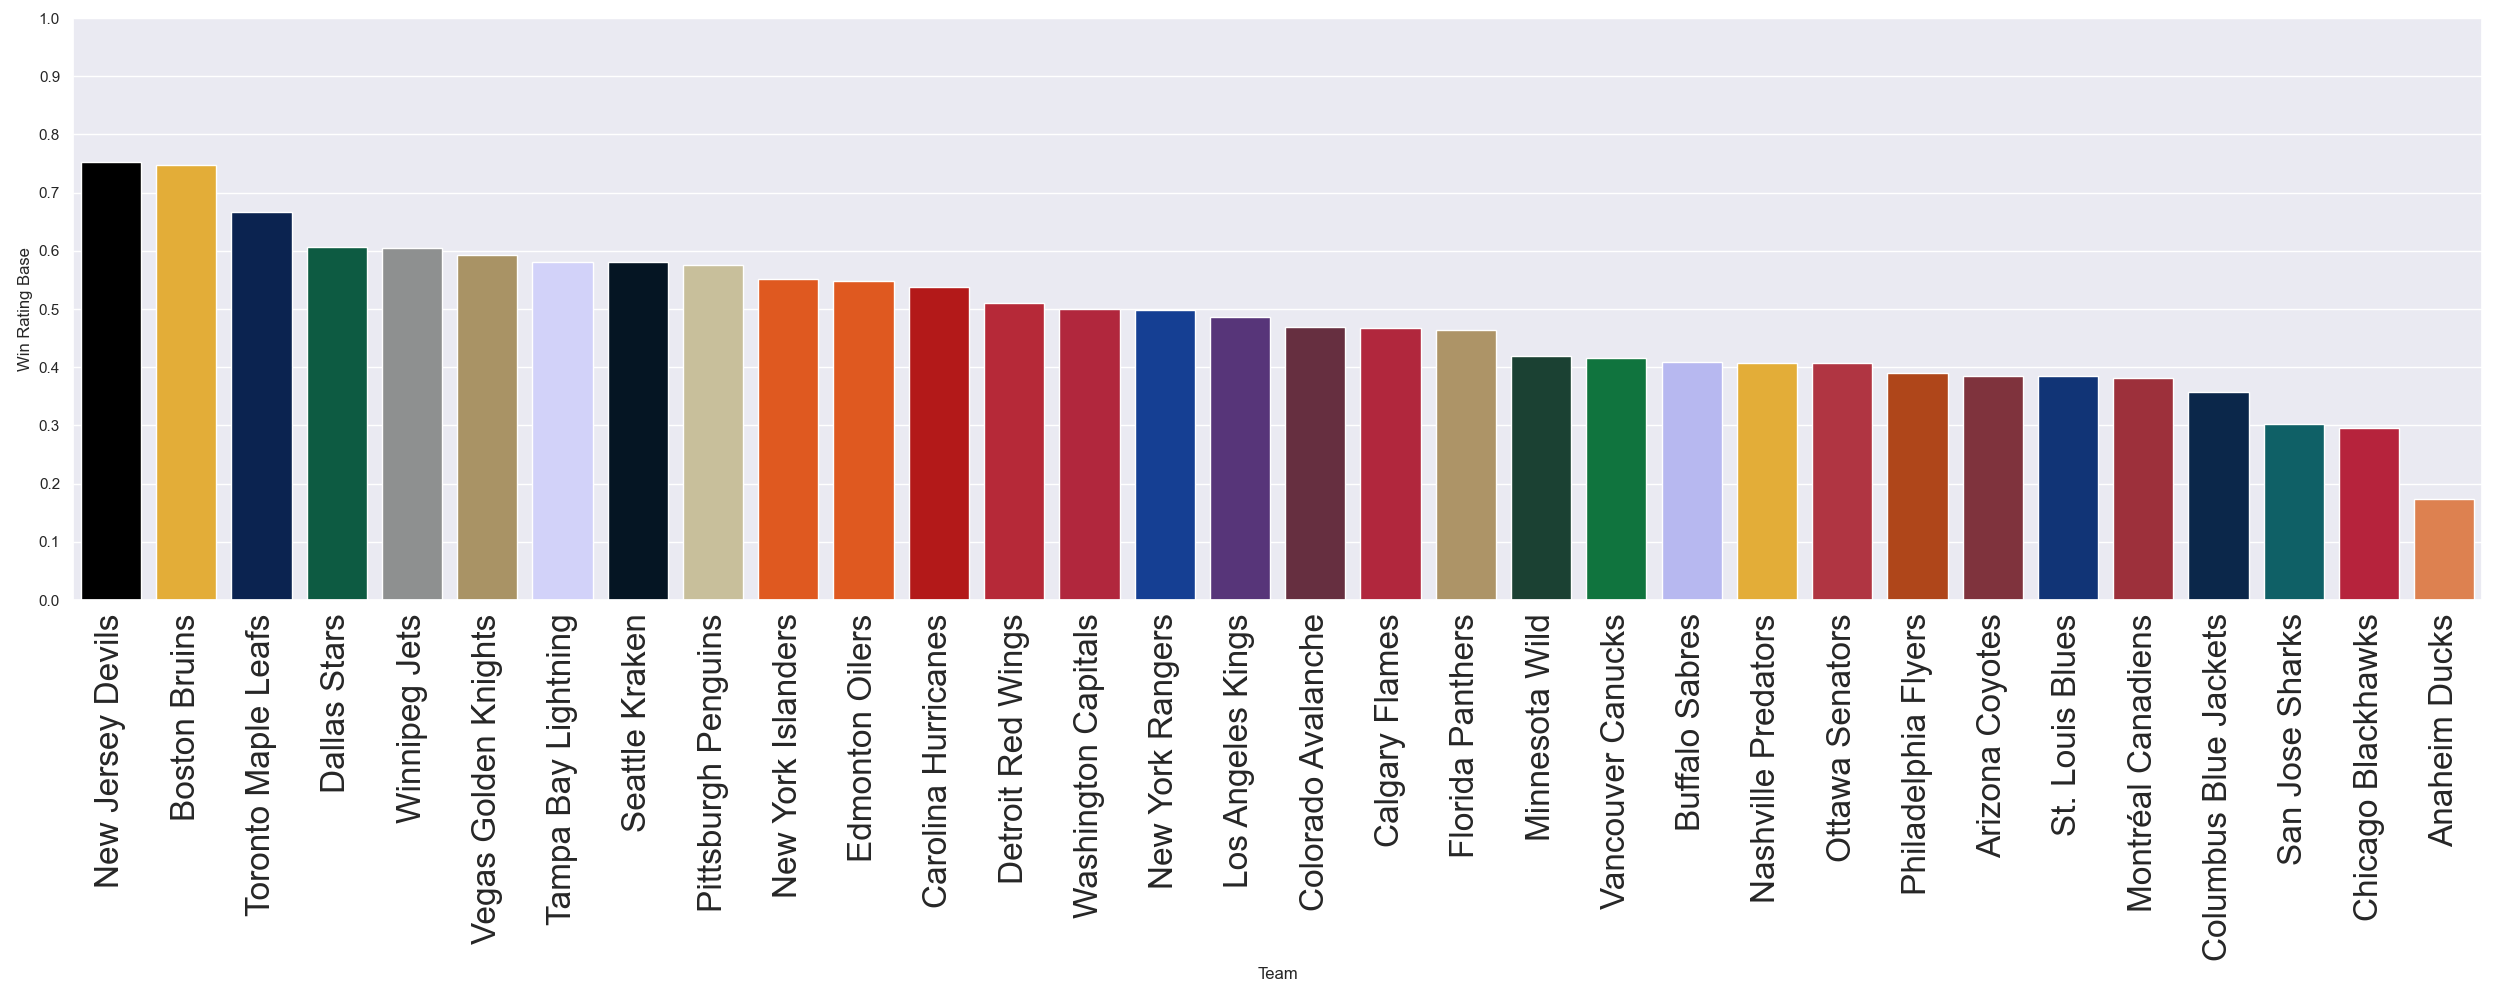 1.0
0.9
0.8
0.7
0.6
0.5
0.4
0.3
0.2
0.1
0.0
Win Rating Base
New Jersey Devils
Boston Bruins
Toronto Maple Leafs
Dallas Stars
Winnipeg Jets
Vegas Golden Knights
Tampa Bay Lightning
Seattle Kraken
Pittsburgh Penguins
New York Islanders
Edmonton Oilers
Carolina Hurricanes
Detroit Red Wings
Washington Capitals
New York Rangers
Los Angeles Kings
Colorado Avalanche
Calgary Flames
Florida Panthers
Minnesota Wild
Vancouver Canucks
Buffalo Sabres
Nashville Predators
Ottawa Senators
Philadelphia Flyers
Arizona Coyotes
St. Louis Blues
Montréal Canadiens
Columbus Blue Jackets
San Jose Sharks
Chicago Blackhawks
Anaheim Ducks
Team